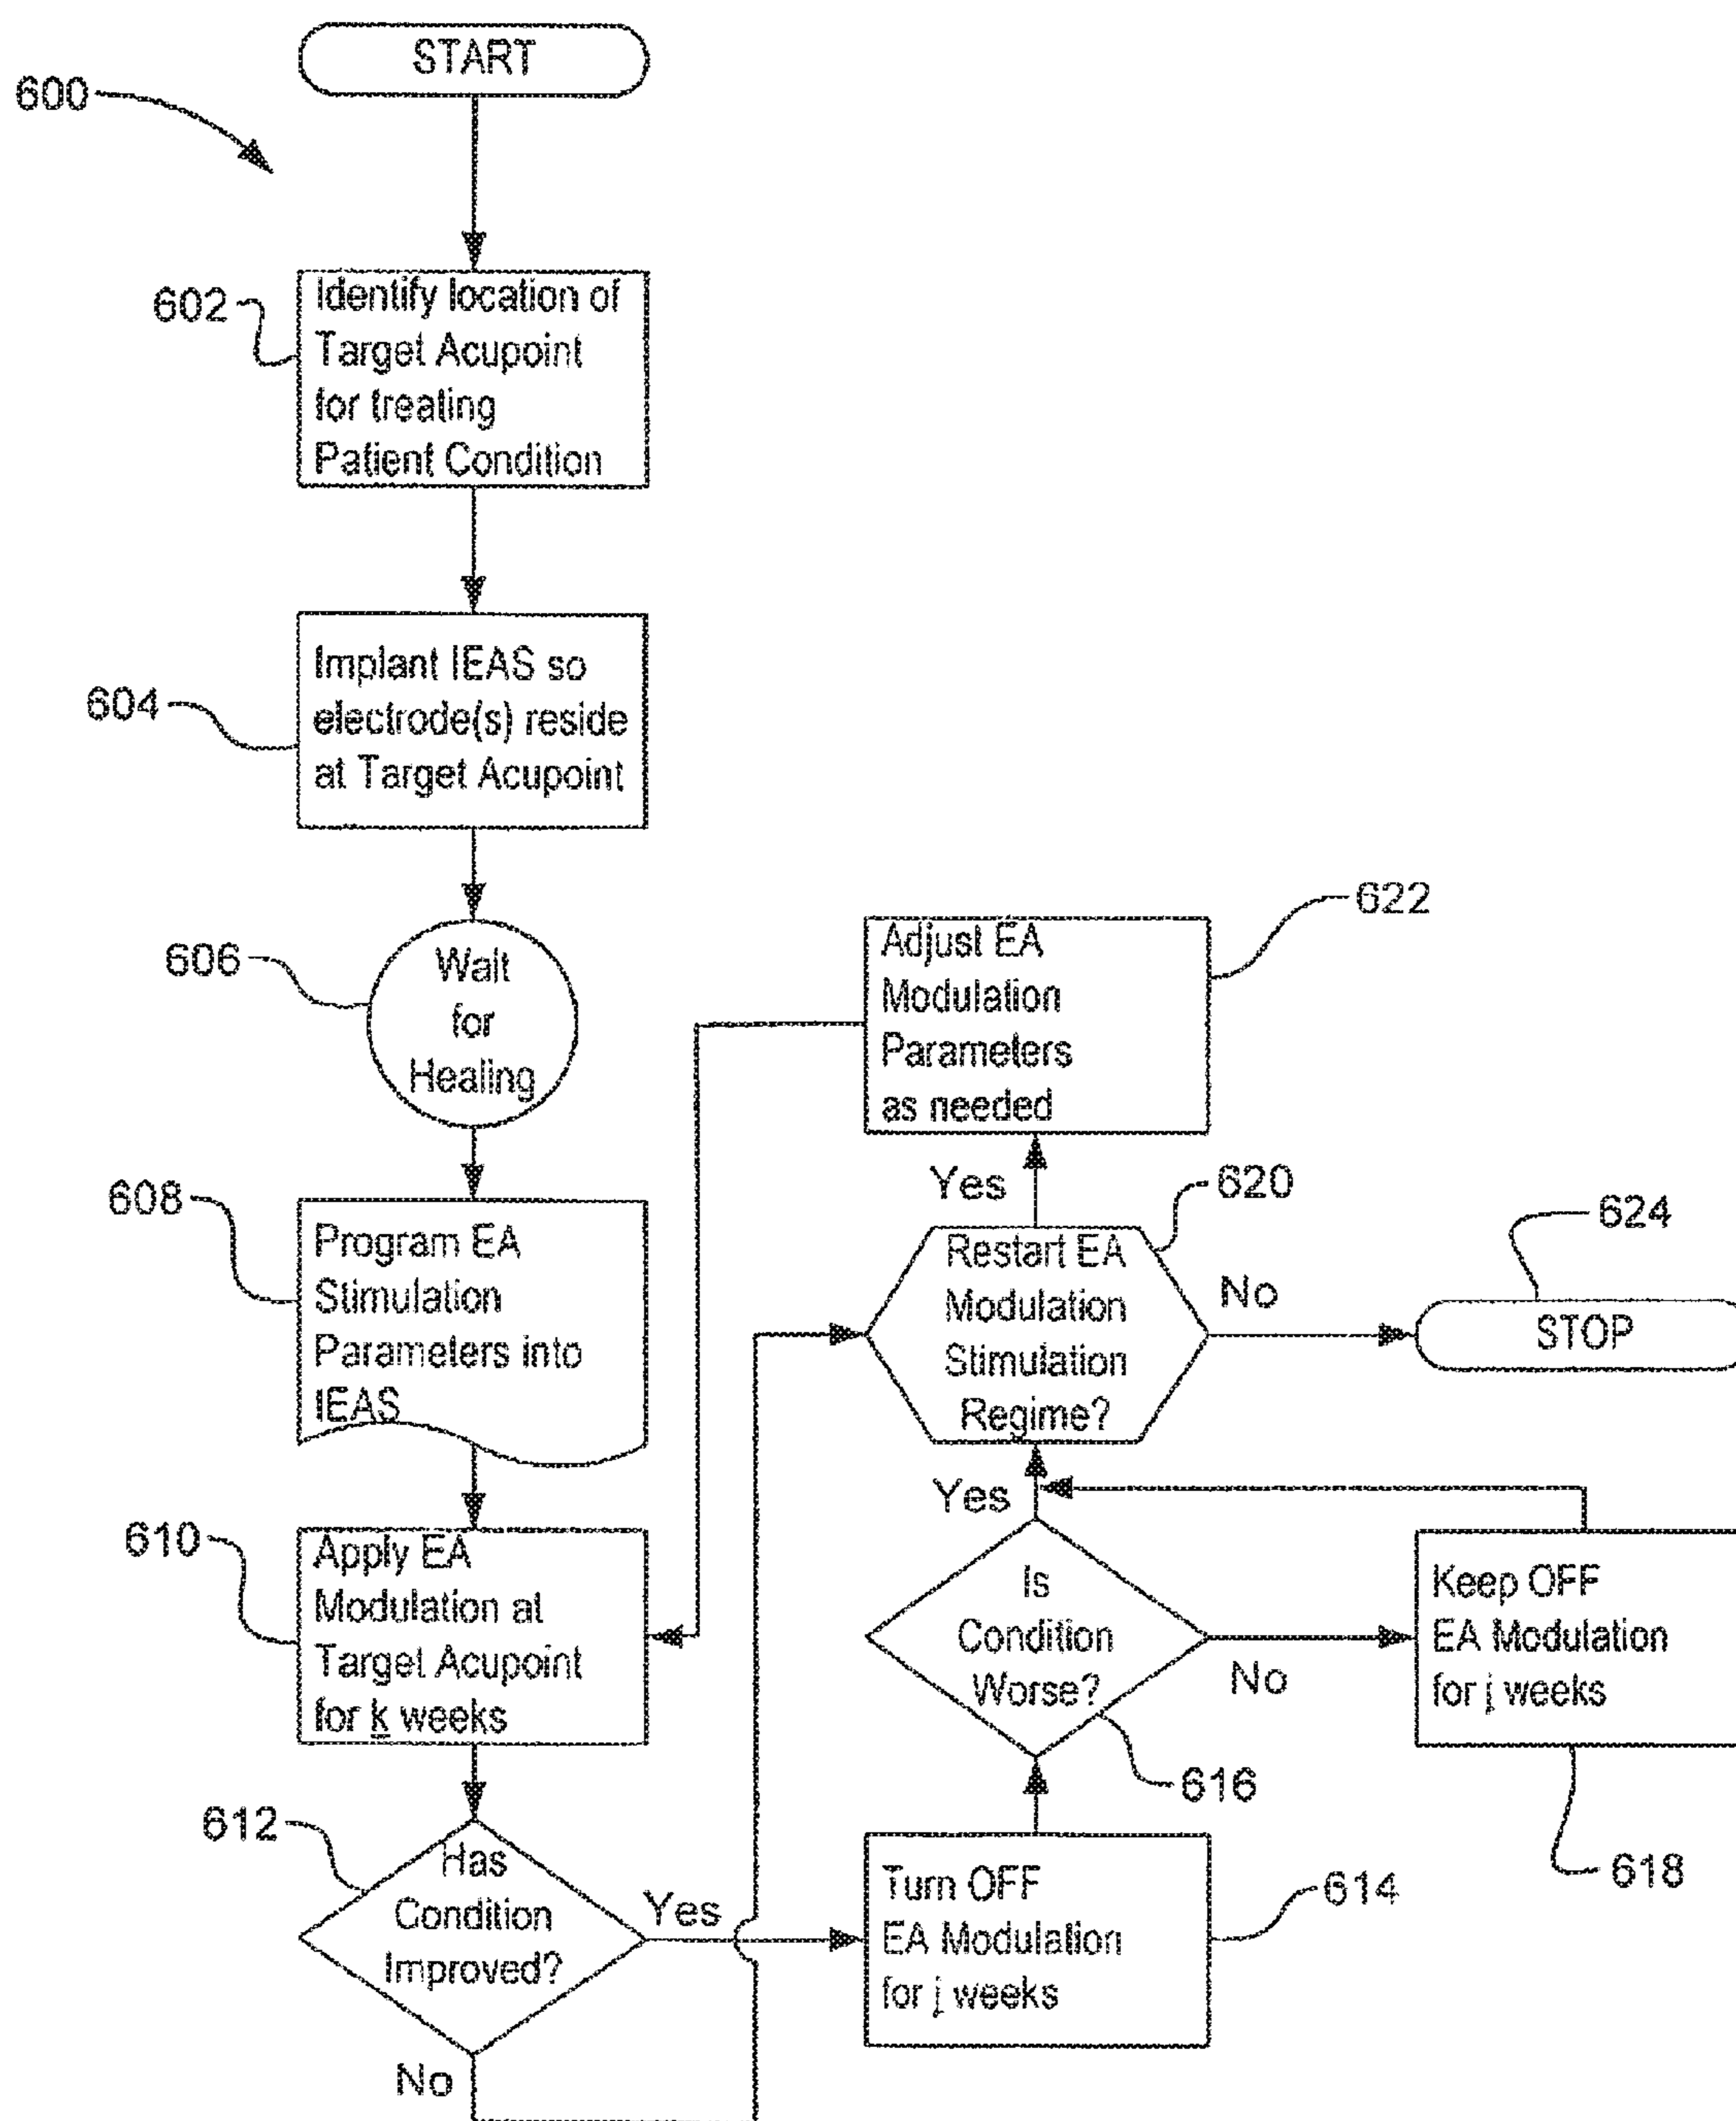 START
600
602
Identify location of
Target Acupoint
for treating
Patient Condition
604
Implant IEAS so
electrode(s) reside
at Target Acupoint
606
Wait
for
Healing
608
Program EA
Stimulation
Parameters into
IEAS
610
Apply EA
Modulation at
Target Acupoint
for k weeks
612
Has
Condition
Improved?
Yes
No
622
Adjust EA
Modulation
Parameters
as needed
Yes
620
Restart EA
Modulation
Stimulation
Regime?
No
624
STOP
Yes
Is
Condition
Worse?
No
616
Keep OFF
EA Modulation
for j weeks
618
Turn OFF
EA Modulation
for j weeks
614